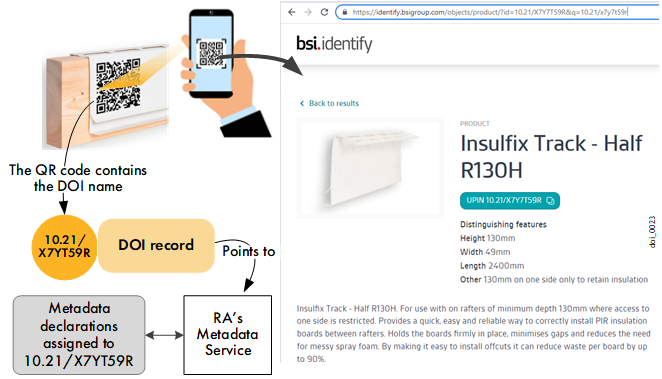 https://identify.bsigroup.com/objects/product/?id=10.21/X7Y7T59R&q=10.21/x7y7t59r
bsi.identify
Back to results
PRODUCT
Insulfix Track - Half
R130H
UPIN 10.21/X7Y7T59R
Distinguishing features
Height 130mm
Width 49mm
Length 2400mm
Other 130mm on one side only to retain insulation
Insulfix Track - Half R130H. For use with on rafters of minimum depth 130mm where access to
one side is restricted. Provides a quick, easy and reliable way to correctly install PIR insulation
boards between rafters. Holds the boards firmly in place, minimises gaps and reduces the need
for messy spray foam. By making it easy to install offcuts it can reduce waste per board by up
to 90%.
doi_0023
The QR code contains
the DOI name
10.21/
X7YT59R
DOI record
Points to
Metadata
declarations
assigned to
10.21/X7YT59R
RA's
Metadata
Service